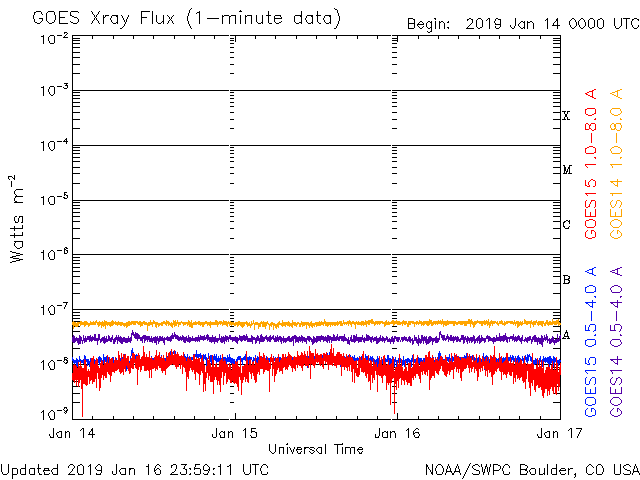 GOES Xray Flux (1-minute data)
Begin: 2019 Jan 14 0000 UTC
10⁻²
10⁻³
10⁻⁴
10⁻⁵
10⁻⁶
10⁻⁷
10⁻⁸
10⁻⁹
Watts m⁻²
X
M
C
B
A
GOES15 1.0-8.0 A
GOES14 1.0-8.0 A
GOES15 0.5-4.0 A
GOES14 0.5-4.0 A
Jan 14 Jan 15 Jan 16 Jan 17
Universal Time
Updated 2019 Jan 16 23:59:11 UTC
NOAA/SWPC Boulder, CO USA